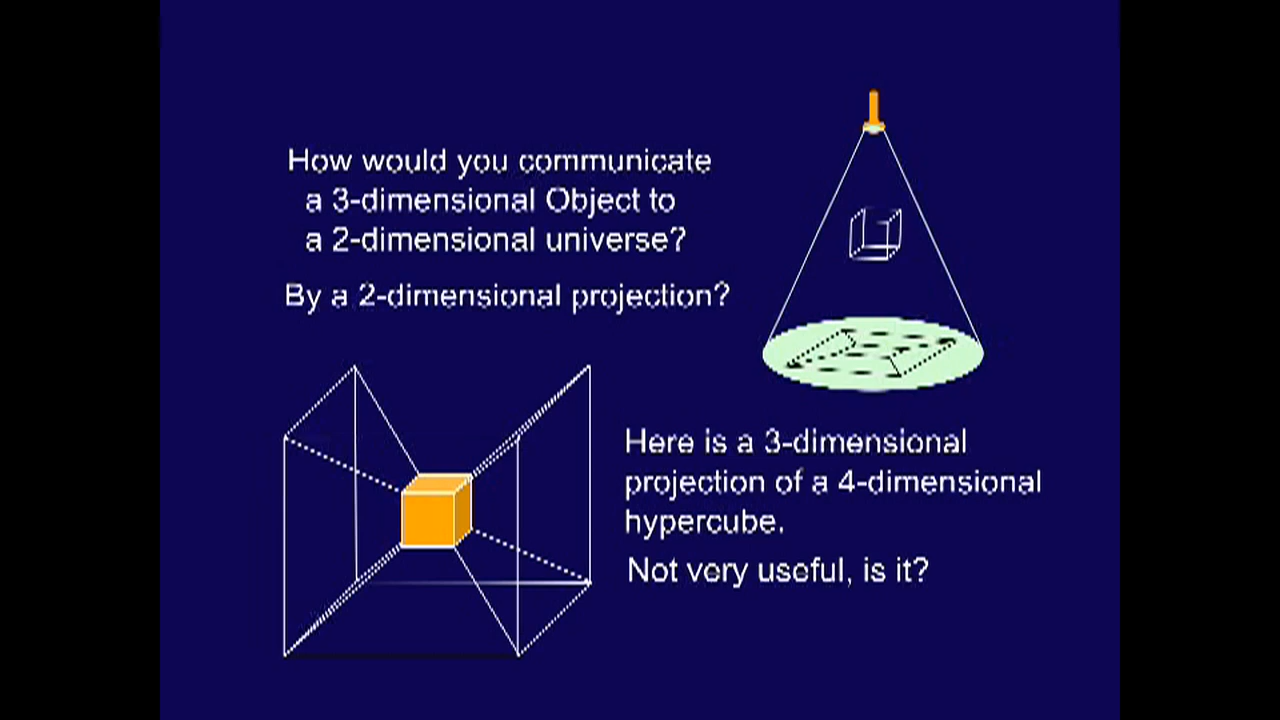 How would you communicate
a 3-dimensional Object to
a 2-dimensional universe?
By a 2-dimensional projection?
Here is a 3-dimensional
projection of a 4-dimensional
hypercube.
Not very useful, is it?